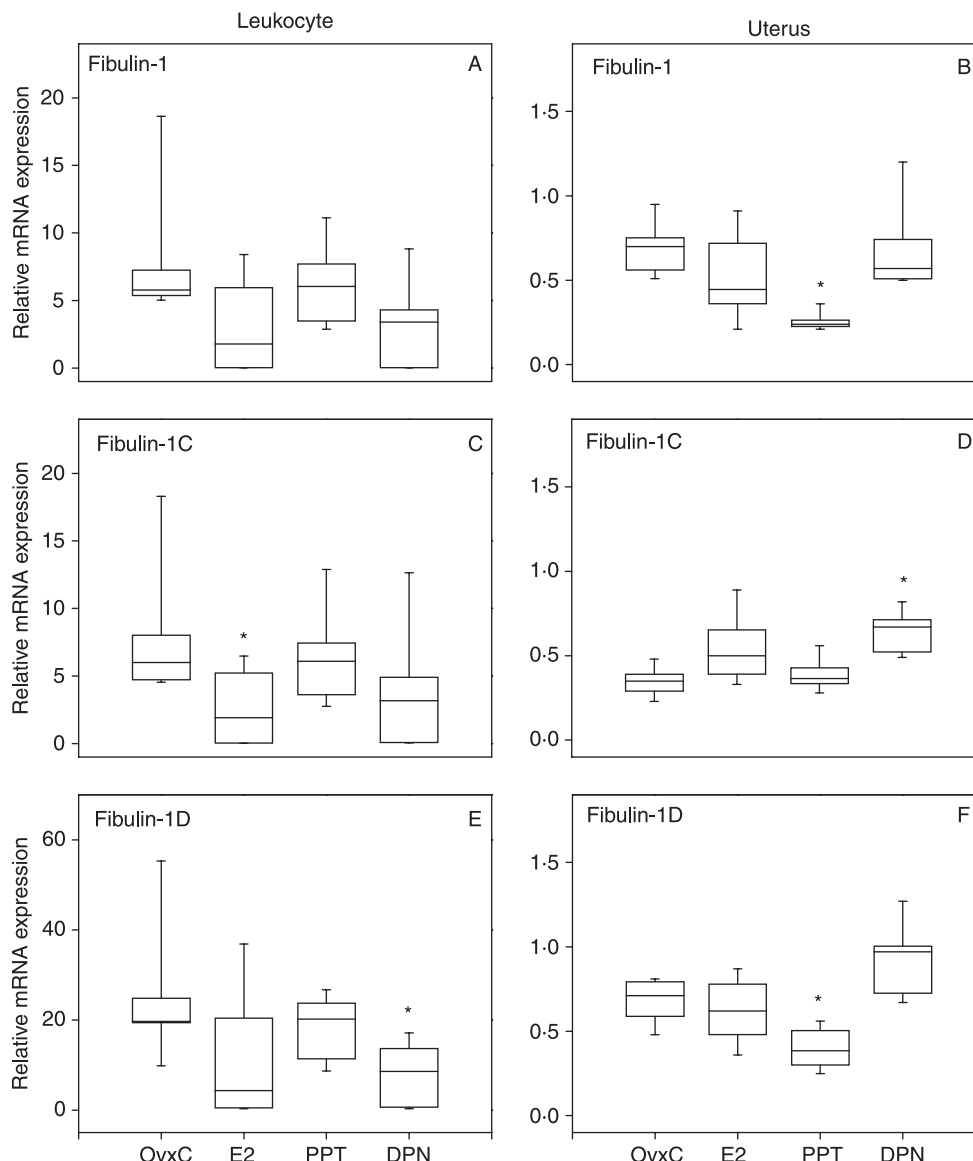 Leukocyte
Uterus
Fibulin-1
A
20
15
10
5
0
Relative mRNA expression
Fibulin-1
B
1·5
1·0
0·5
0·0
*
Fibulin-1C
C
20
15
10
5
0
Relative mRNA expression
*
Fibulin-1C
D
1·5
1·0
0·5
0·0
*
Fibulin-1D
E
60
40
20
0
Relative mRNA expression
*
OvxC E2 PPT DPN
Fibulin-1D
F
1·5
1·0
0·5
0·0
*
OvxC E2 PPT DPN